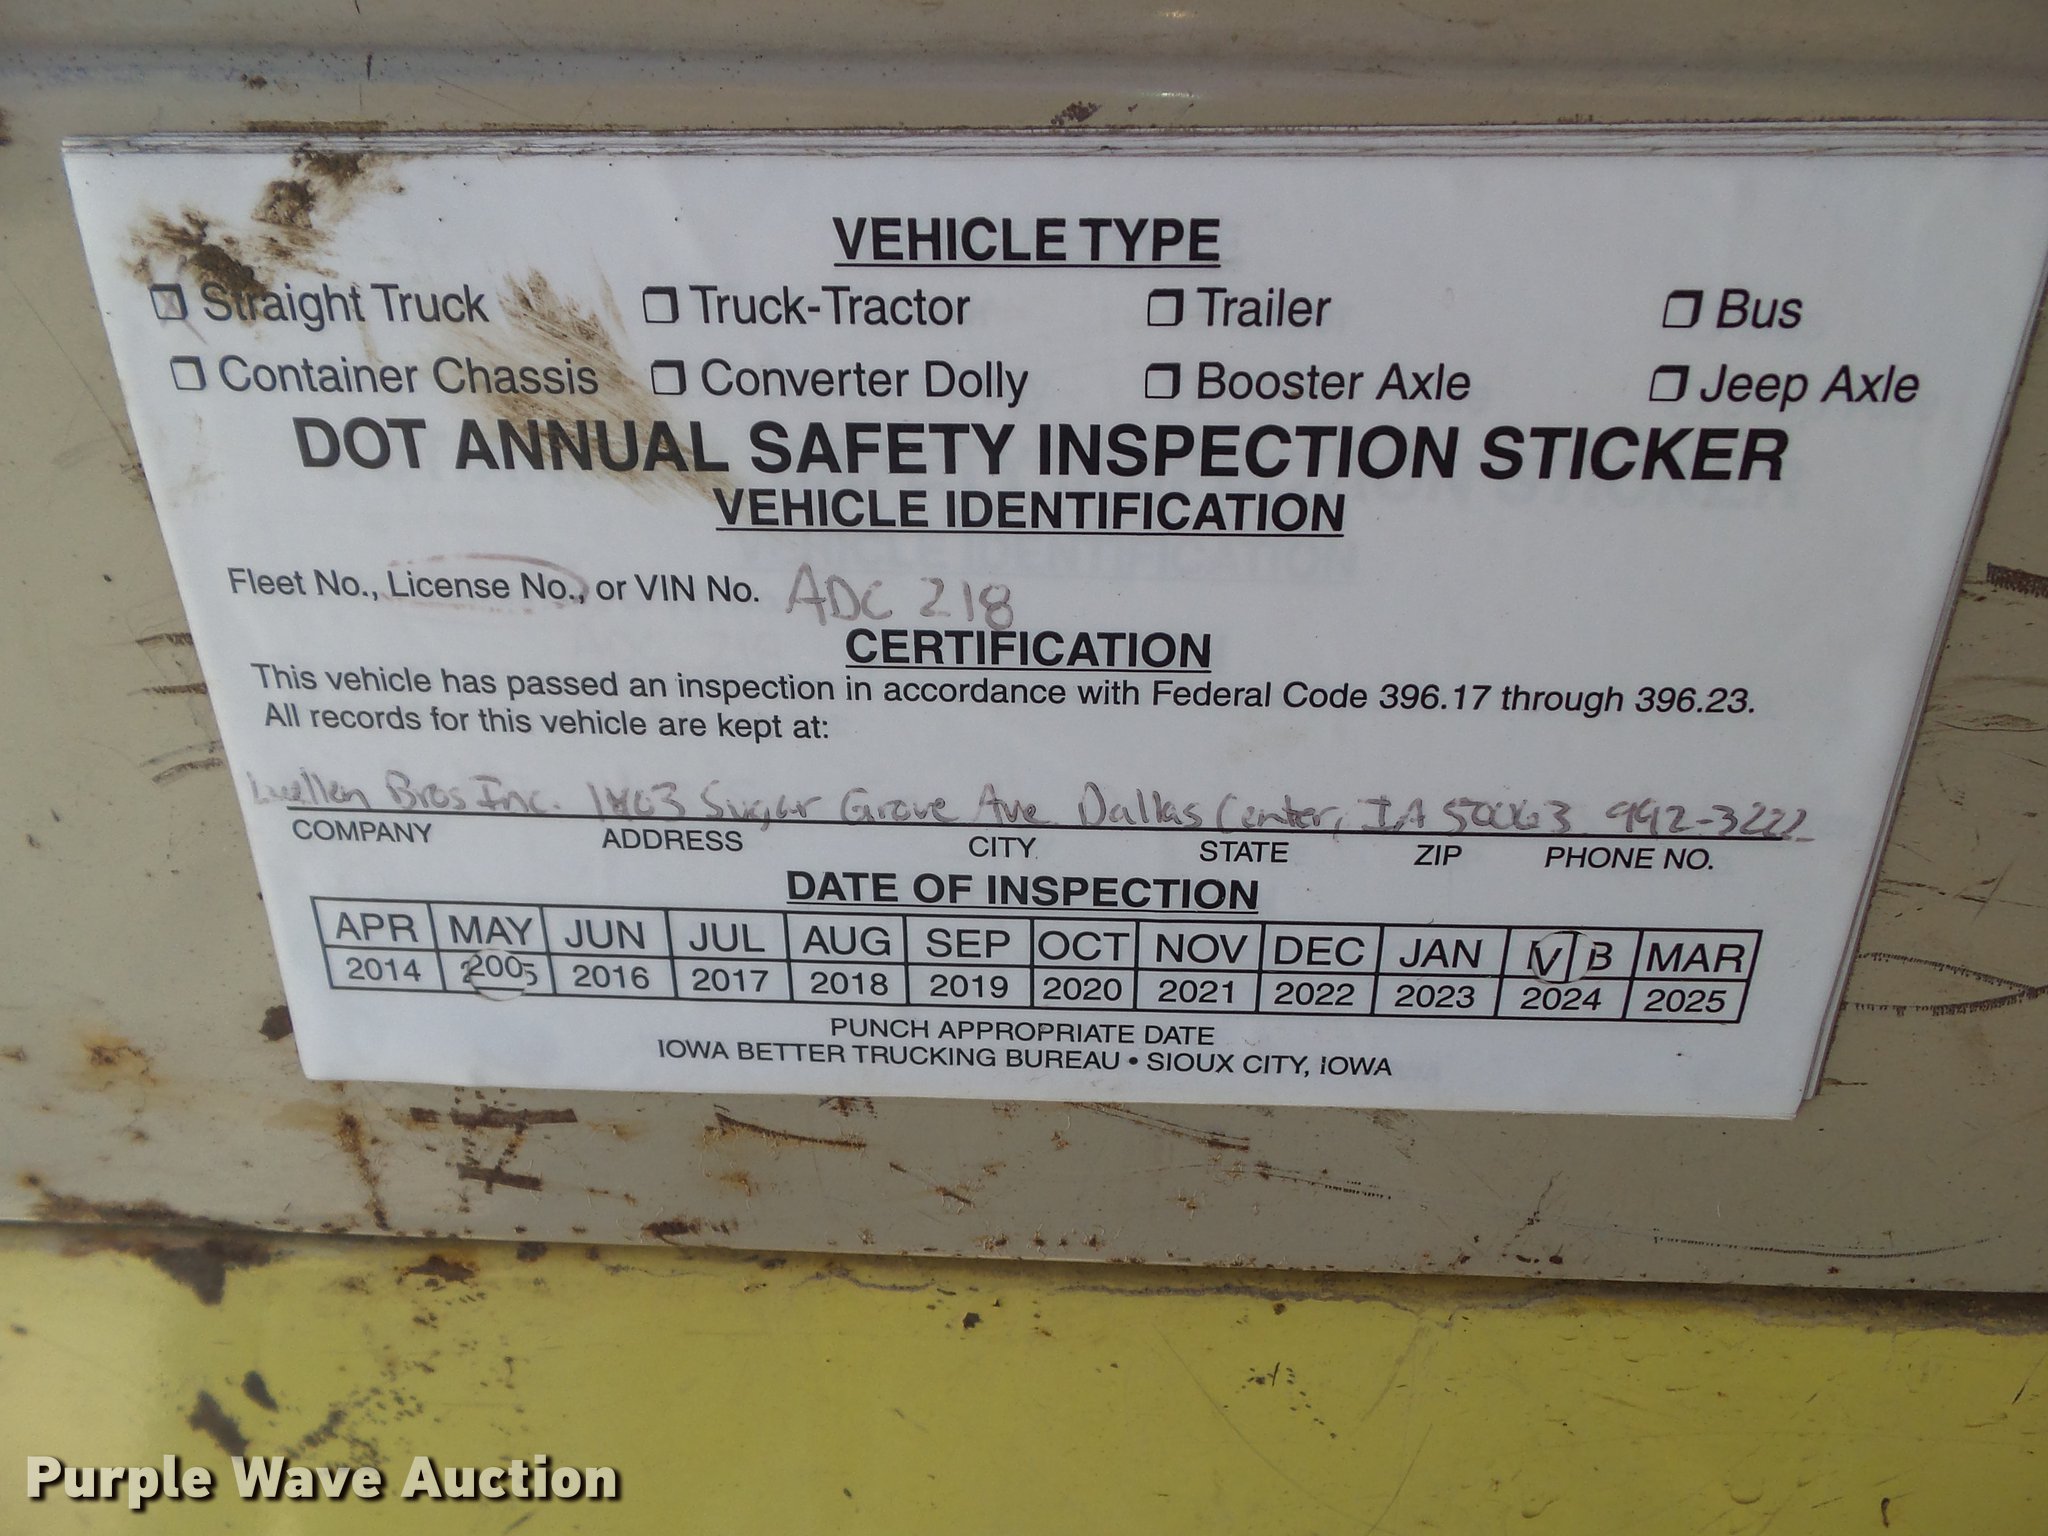 VEHICLE TYPE
Straight Truck Truck-Tractor Trailer Bus
Container Chassis Converter Dolly Booster Axle Jeep Axle
DOT ANNUAL SAFETY INSPECTION STICKER
VEHICLE IDENTIFICATION
Fleet No., License No., or VIN No. ADC 218
CERTIFICATION
This vehicle has passed an inspection in accordance with Federal Code 396.17 through 396.23.
All records for this vehicle are kept at:
Bros Inc. Sugar Grove Ave Dallas Center, IA 50063 992-3222
COMPANY ADDRESS CITY STATE ZIP PHONE NO.
DATE OF INSPECTION
APR MAY JUN JUL AUG SEP OCT NOV DEC JAN MAR
2014 2016 2017 2018 2019 2020 2021 2022 2023 2024 2025
PUNCH APPROPRIATE DATE
IOWA BETTER TRUCKING BUREAU • SIOUX CITY, IOWA
Purple Wave Auction